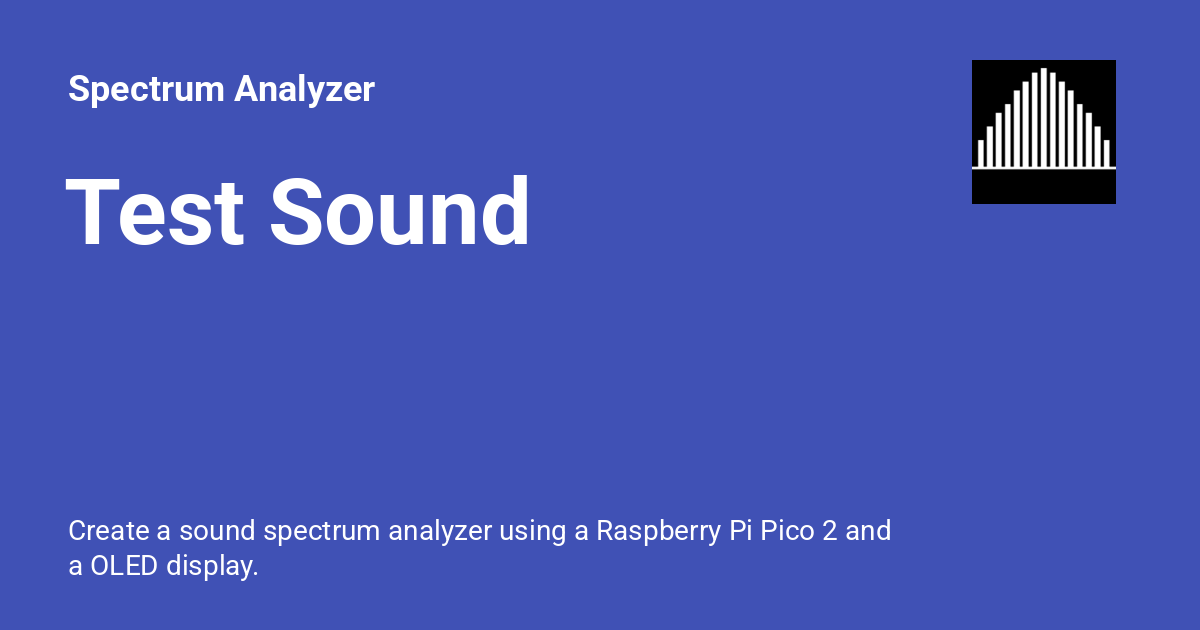 Spectrum Analyzer
Test Sound
Create a sound spectrum analyzer using a Raspberry Pi Pico 2 and
a OLED display.